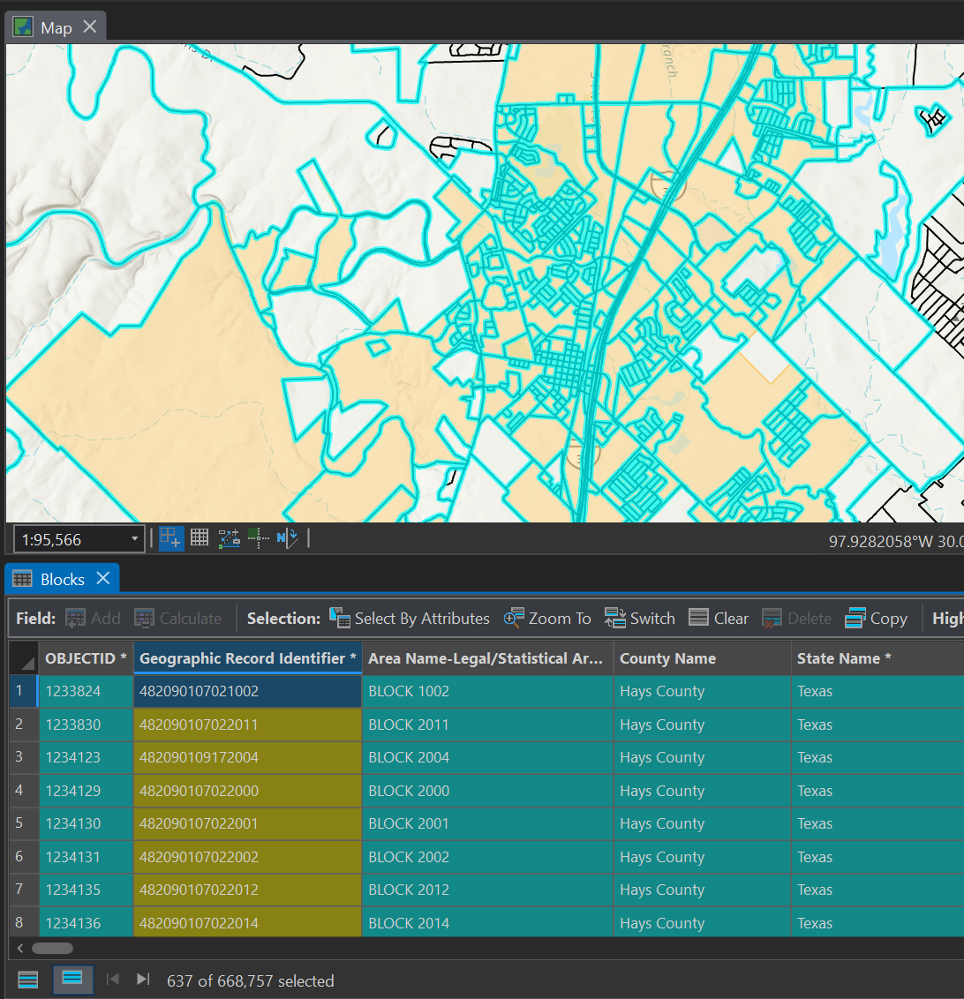 Map
ranch
3
3
1:95,566
N
97.9282058°W 30.0
Blocks
Field: Add Calculate Selection: Select By Attributes Zoom To Switch Clear Delete Copy High
OBJECTID * Geographic Record Identifier * Area Name-Legal/Statistical Ar... County Name State Name *
1 1233824 482090107021002 BLOCK 1002 Hays County Texas
2 1233830 482090107022011 BLOCK 2011 Hays County Texas
3 1234123 482090109172004 BLOCK 2004 Hays County Texas
4 1234129 482090107022000 BLOCK 2000 Hays County Texas
5 1234130 482090107022001 BLOCK 2001 Hays County Texas
6 1234131 482090107022002 BLOCK 2002 Hays County Texas
7 1234135 482090107022012 BLOCK 2012 Hays County Texas
8 1234136 482090107022014 BLOCK 2014 Hays County Texas
637 of 668,757 selected